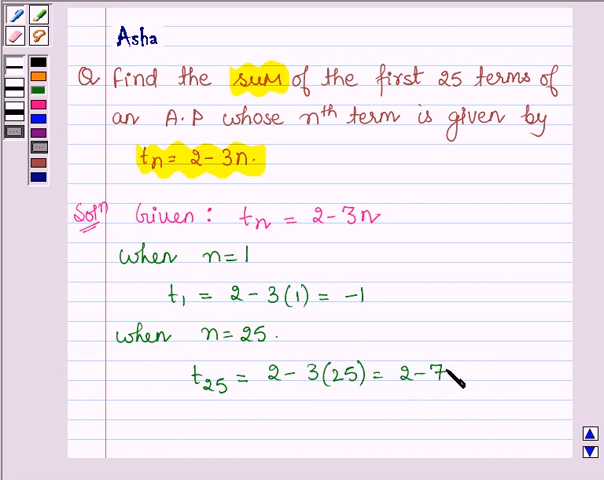 Asha
Q Find the sum of the first 25 terms of
an A.P whose nth term is given by
tn = 2 - 3n.
Soln Given : tn = 2 - 3n
when n = 1
t1 = 2 - 3(1) = -1
when n = 25.
t25 = 2 - 3(25) = 2 - 7